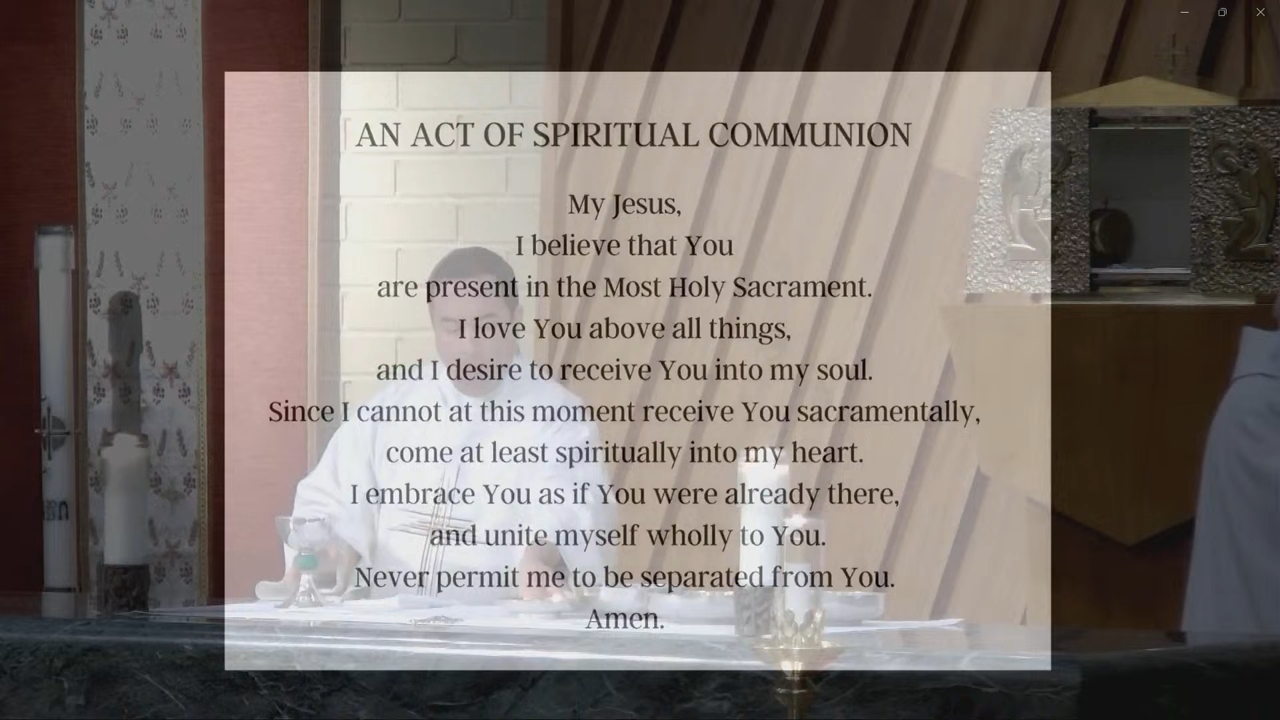 AN ACT OF SPIRITUAL COMMUNION
My Jesus,
I believe that You
are present in the Most Holy Sacrament.
I love You above all things,
and I desire to receive You into my soul.
Since I cannot at this moment receive You sacramentally,
come at least spiritually into my heart.
I embrace You as if You were already there,
and unite myself wholly to You.
Never permit me to be separated from You.
Amen.